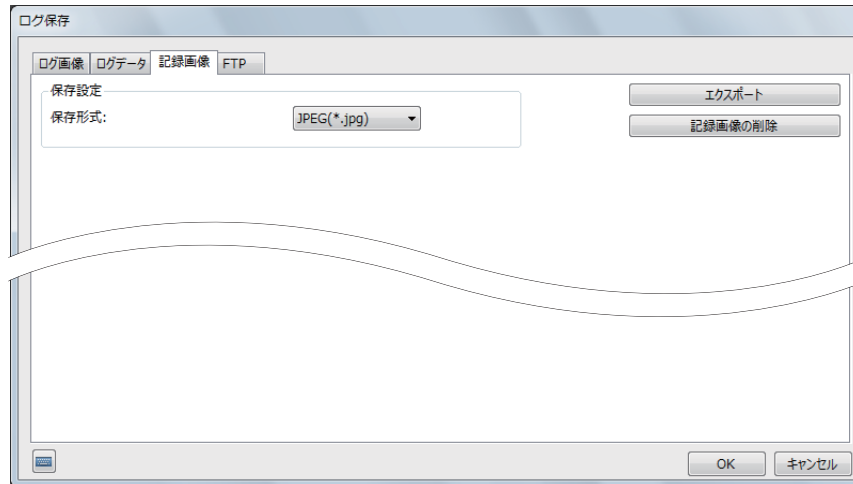 ログ保存
ログ画像 ログデータ 記録画像 FTP
保存設定
保存形式: JPEG(*.jpg)
エクスポート
記録画像の削除
OK キャンセル